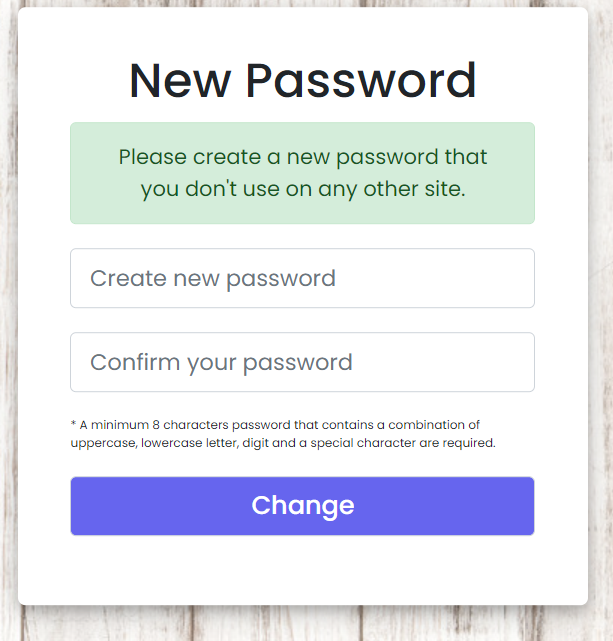 New Password
Please create a new password that
you don't use on any other site.
Create new password
Confirm your password
* A minimum 8 characters password that contains a combination of
uppercase, lowercase letter, digit and a special character are required.
Change